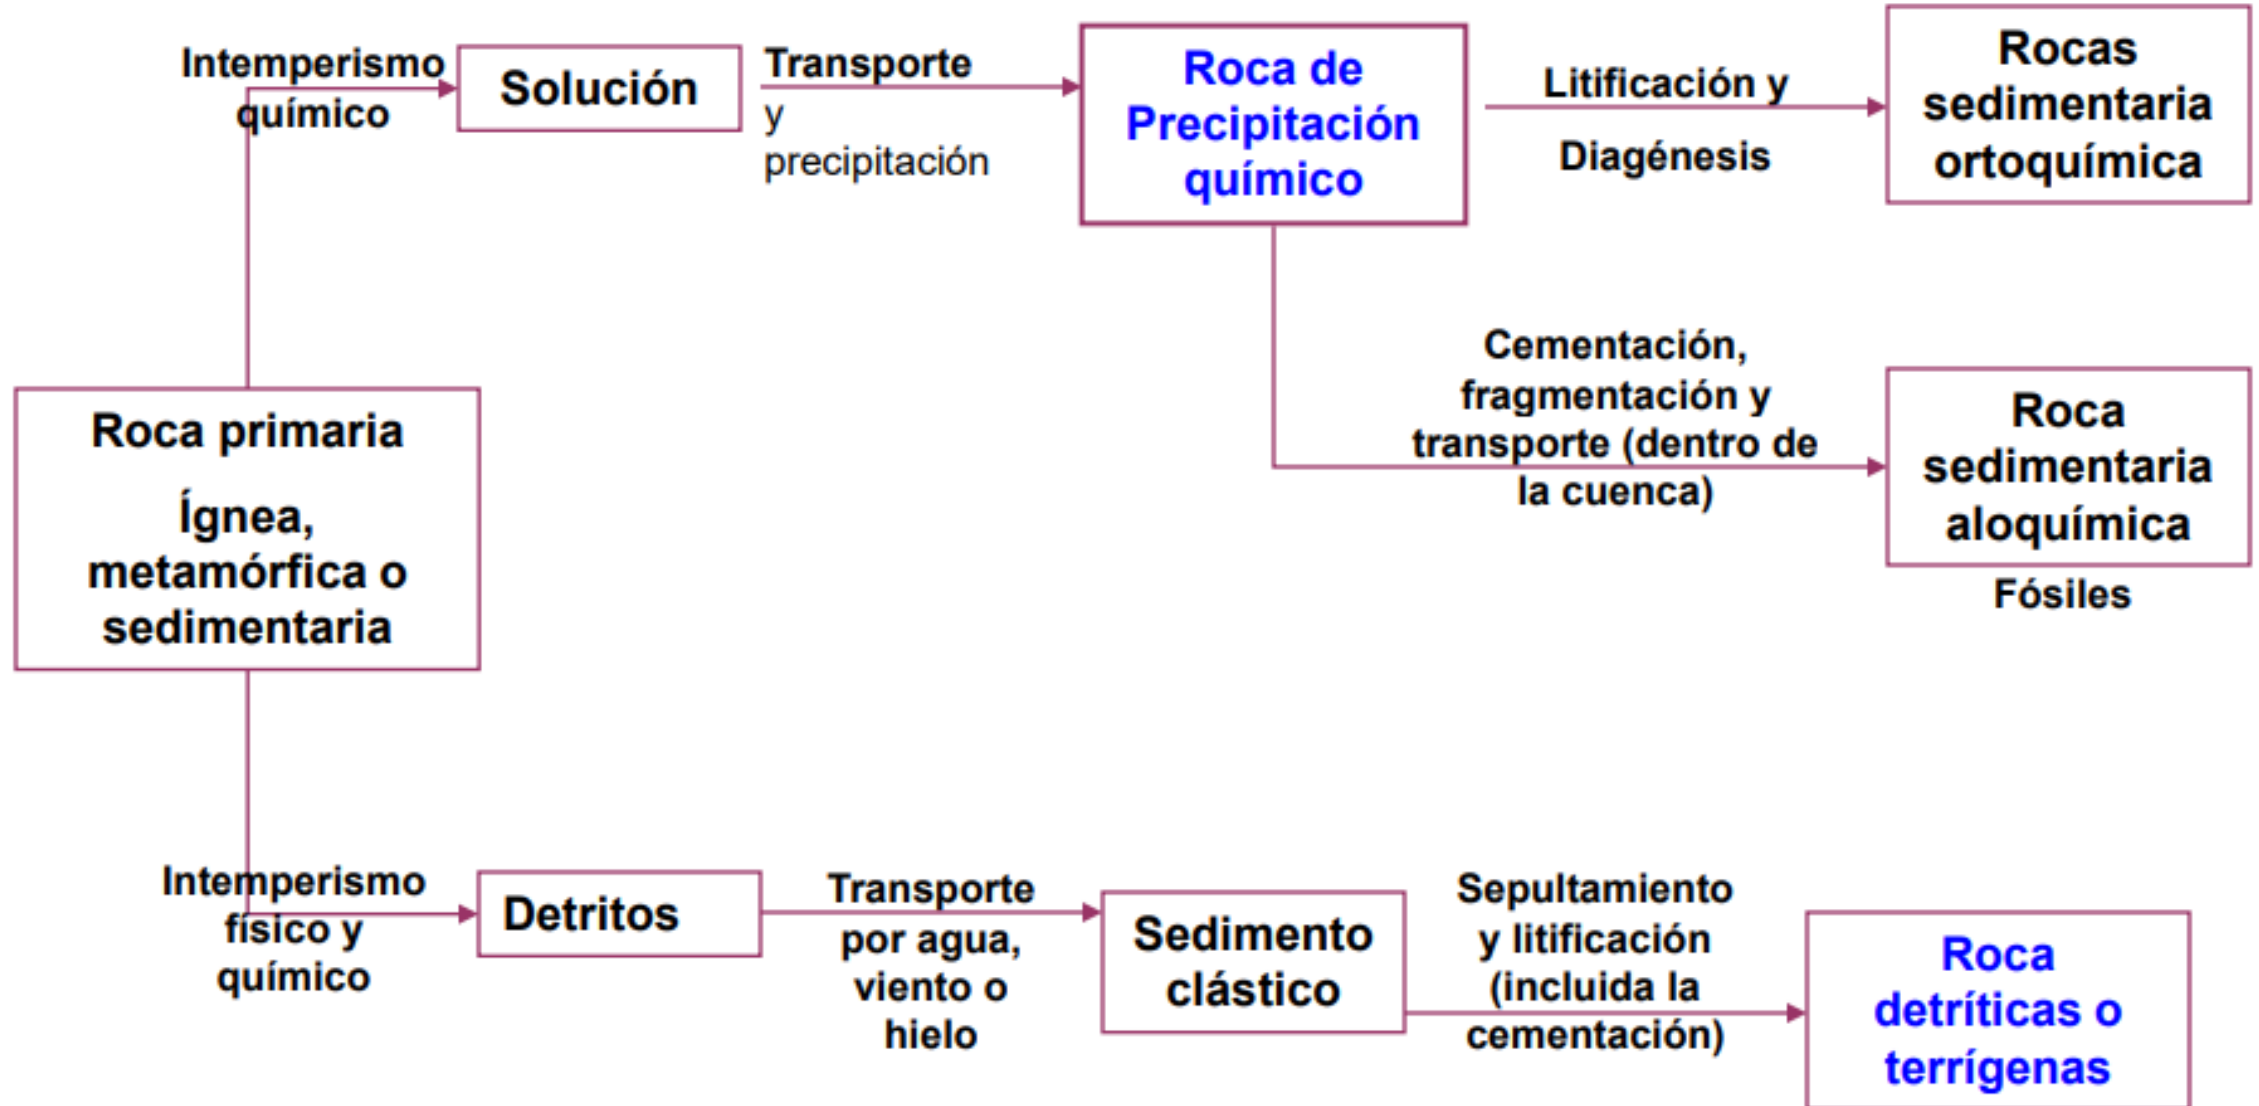 Intemperismo
químico
Solución
Transporte
y
precipitación
Roca de
Precipitación
químico
Litificación y
Diagénesis
Rocas
sedimentaria
ortoquímica
Cementación,
fragmentación y
transporte (dentro de
la cuenca)
Roca
sedimentaria
aloquímica
Fósiles
Roca primaria
Ígnea,
metamórfica o
sedimentaria
Intemperismo
físico y
químico
Detritos
Transporte
por agua,
viento o
hielo
Sedimento
clástico
Sepultamiento
y litificación
(incluida la
cementación)
Roca
detríticas o
terrígenas